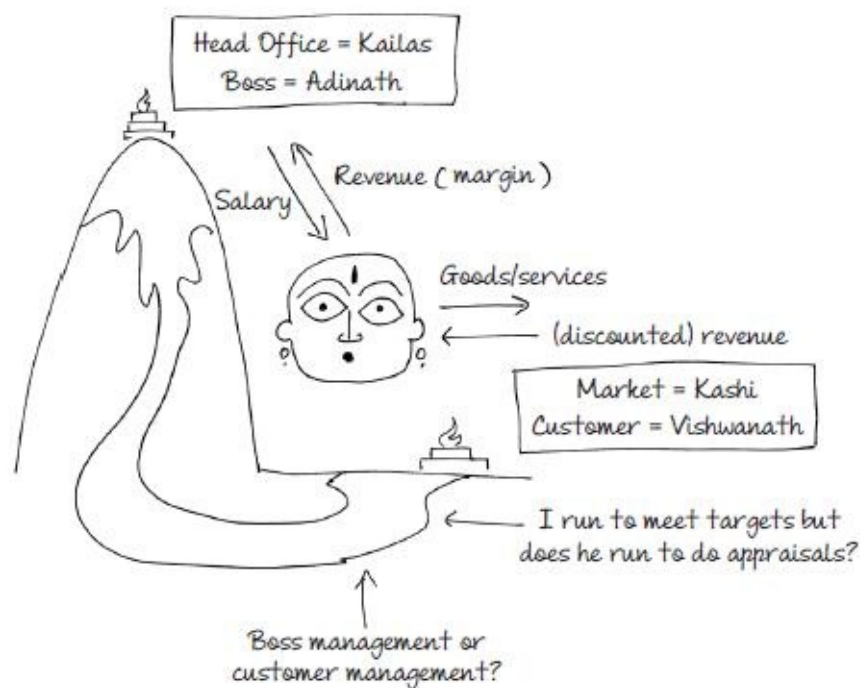 Head Office = Kailas
Boss = Adinath
Revenue ( margin )
Salary
Goods/services
(discounted) revenue
Market = Kashi
Customer = Vishwanath
I run to meet targets but
does he run to do appraisals?
Boss management or
customer management?